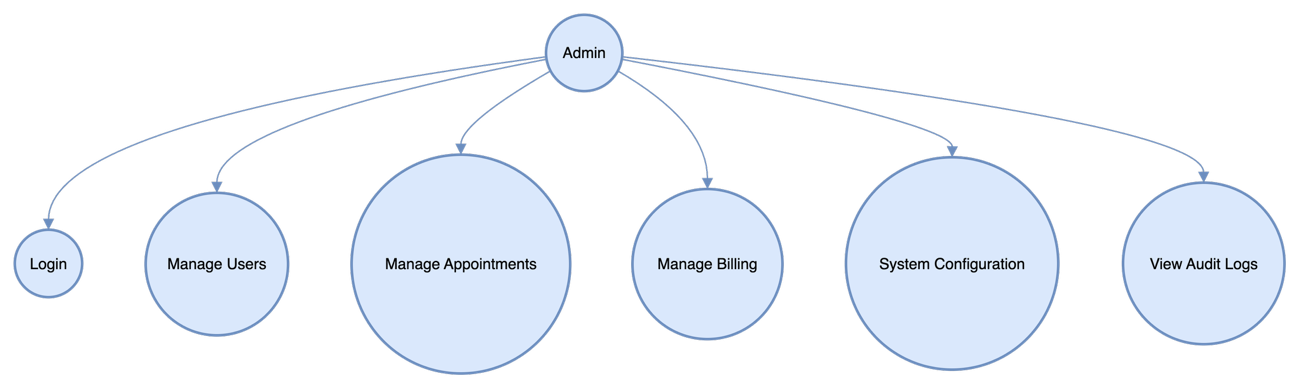 Admin
Login
Manage Users
Manage Appointments
Manage Billing
System Configuration
View Audit Logs